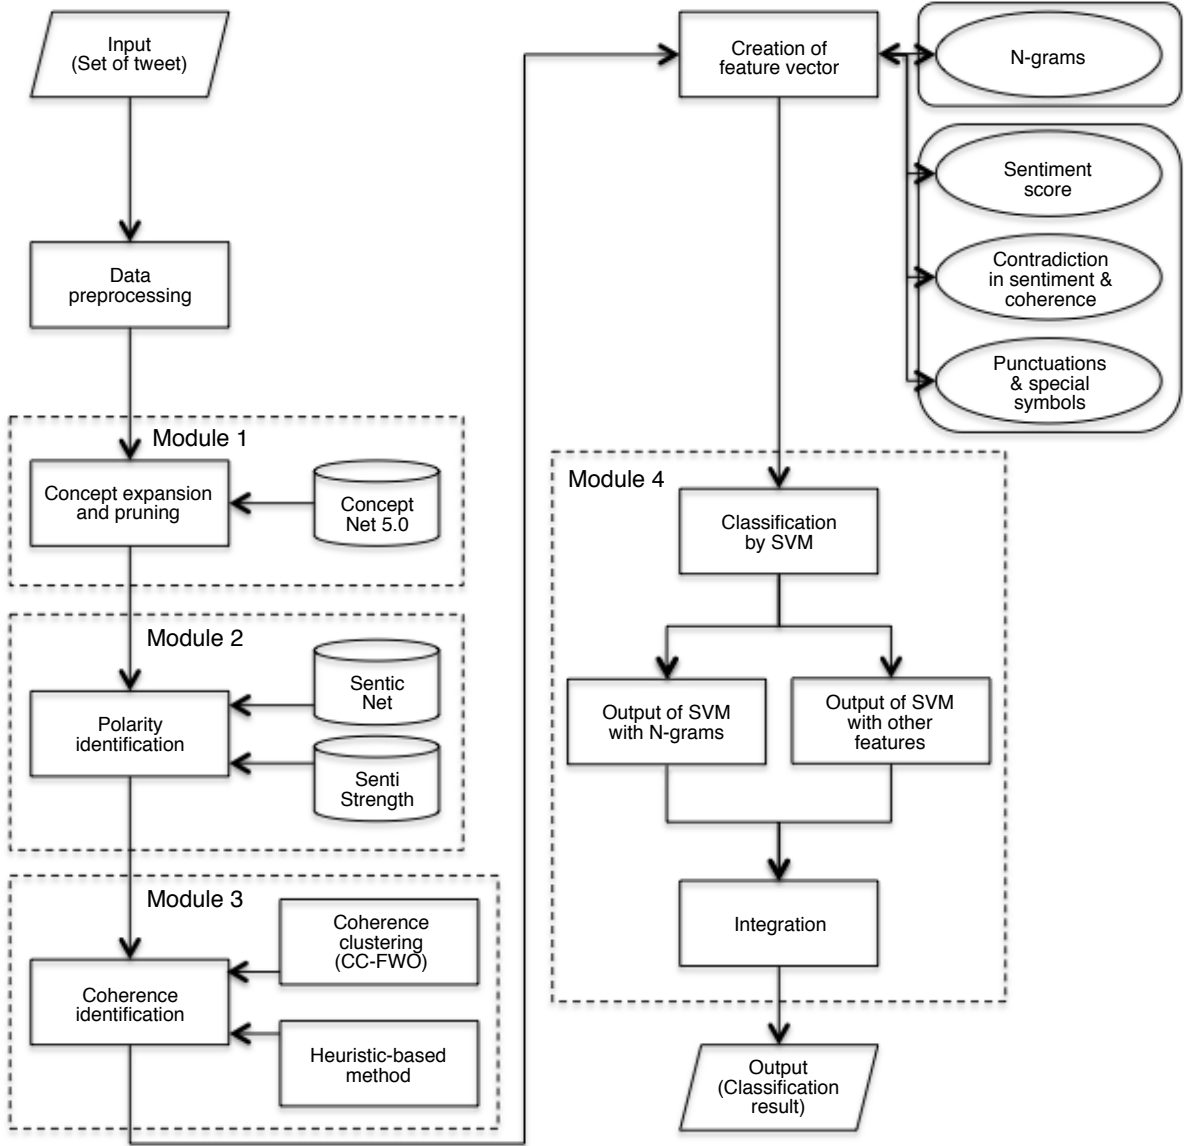 Input
(Set of tweet)
Data
preprocessing
Module 1
Concept expansion
and pruning
Concept
Net 5.0
Module 2
Polarity
identification
Sentic
Net
Senti
Strength
Module 3
Coherence
identification
Coherence
clustering
(CC-FWO)
Heuristic-based
method
Creation of
feature vector
N-grams
Sentiment
score
Contradiction
in sentiment &
coherence
Punctuations
& special
symbols
Module 4
Classification
by SVM
Output of SVM
with N-grams
Output of SVM
with other
features
Integration
Output
(Classification
result)